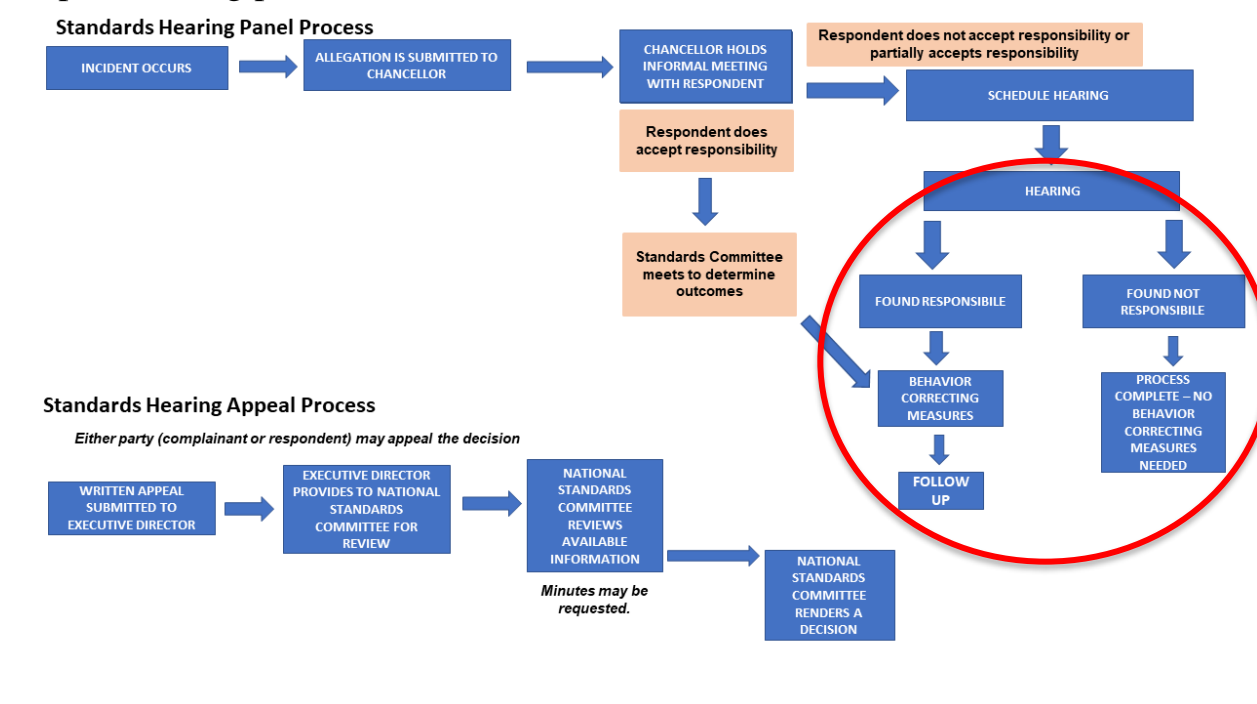 Standards Hearing Panel Process
INCIDENT OCCURS
ALLEGATION IS SUBMITTED TO
CHANCELLOR
CHANCELLOR HOLDS
INFORMAL MEETING
WITH RESPONDENT
Respondent does not accept responsibility or
partially accepts responsibility
SCHEDULE HEARING
Respondent does
accept responsibility
HEARING
Standards Committee
meets to determine
outcomes
FOUND RESPONSIBILE
FOUND NOT
RESPONSIBILE
BEHAVIOR
CORRECTING
MEASURES
PROCESS
COMPLETE – NO
BEHAVIOR
CORRECTING
MEASURES
NEEDED
FOLLOW
UP
Standards Hearing Appeal Process
Either party (complainant or respondent) may appeal the decision
WRITTEN APPEAL
SUBMITTED TO
EXECUTIVE DIRECTOR
EXECUTIVE DIRECTOR
PROVIDES TO NATIONAL
STANDARDS
COMMITTEE FOR
REVIEW
NATIONAL
STANDARDS
COMMITTEE
REVIEWS
AVAILABLE
INFORMATION
Minutes may be
requested.
NATIONAL
STANDARDS
COMMITTEE
RENDERS A
DECISION